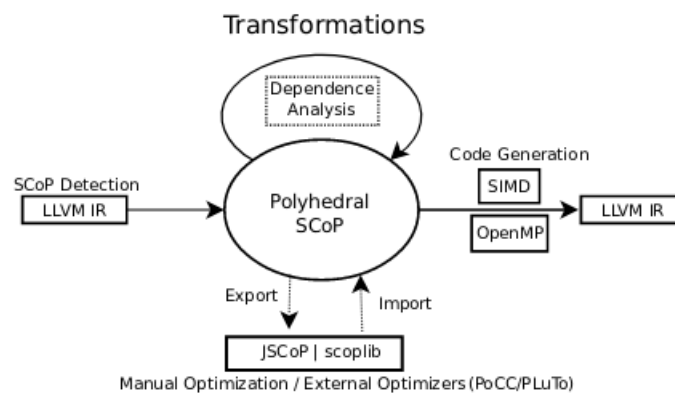 Transformations
Dependence
Analysis
Code Generation
SCoP Detection
SIMD
LLVM IR
Polyhedral
SCoP
LLVM IR
OpenMP
Export
Import
JSCoP | scoplib
Manual Optimization / External Optimizers (PoCC/PLuTo)